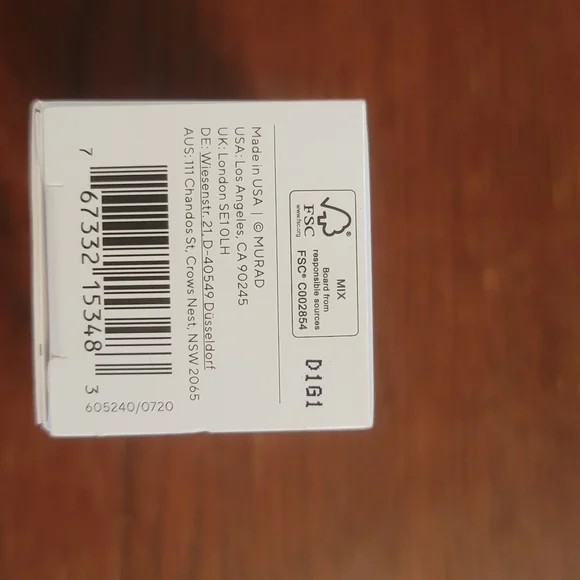 FSC®
www.fsc.org
MIX
Board from
responsible sources
FSC® C002854
D1G1
Made in USA | © MURAD
USA: Los Angeles, CA 90245
UK: London SE1 0LH
DE: Wiesenstr. 21, D-40549 Düsseldorf
AUS: 111 Chandos St, Crows Nest, NSW 2065
7 67332 15348 3
605240/0720